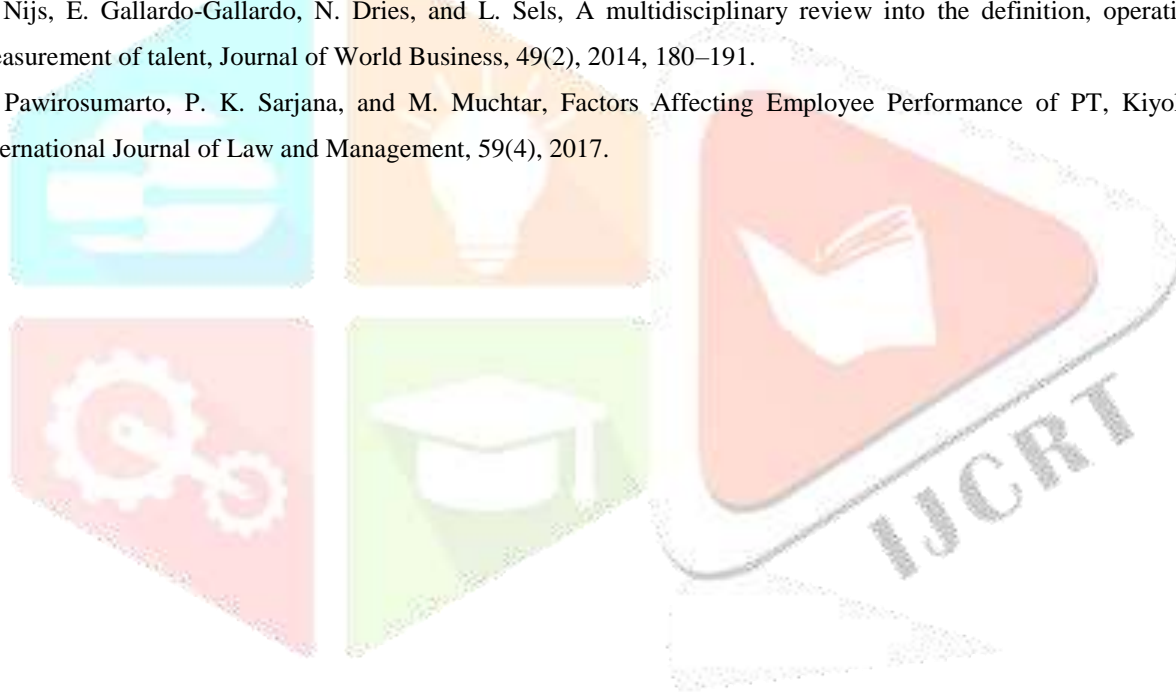 Nijs, E. Gallardo-Gallardo, N. Dries, and L. Sels, A multidisciplinary review into the definition, operati
easurement of talent, Journal of World Business, 49(2), 2014, 180–191.
Pawirosumarto, P. K. Sarjana, and M. Muchtar, Factors Affecting Employee Performance of PT, Kiyo
ernational Journal of Law and Management, 59(4), 2017.
IJCRT